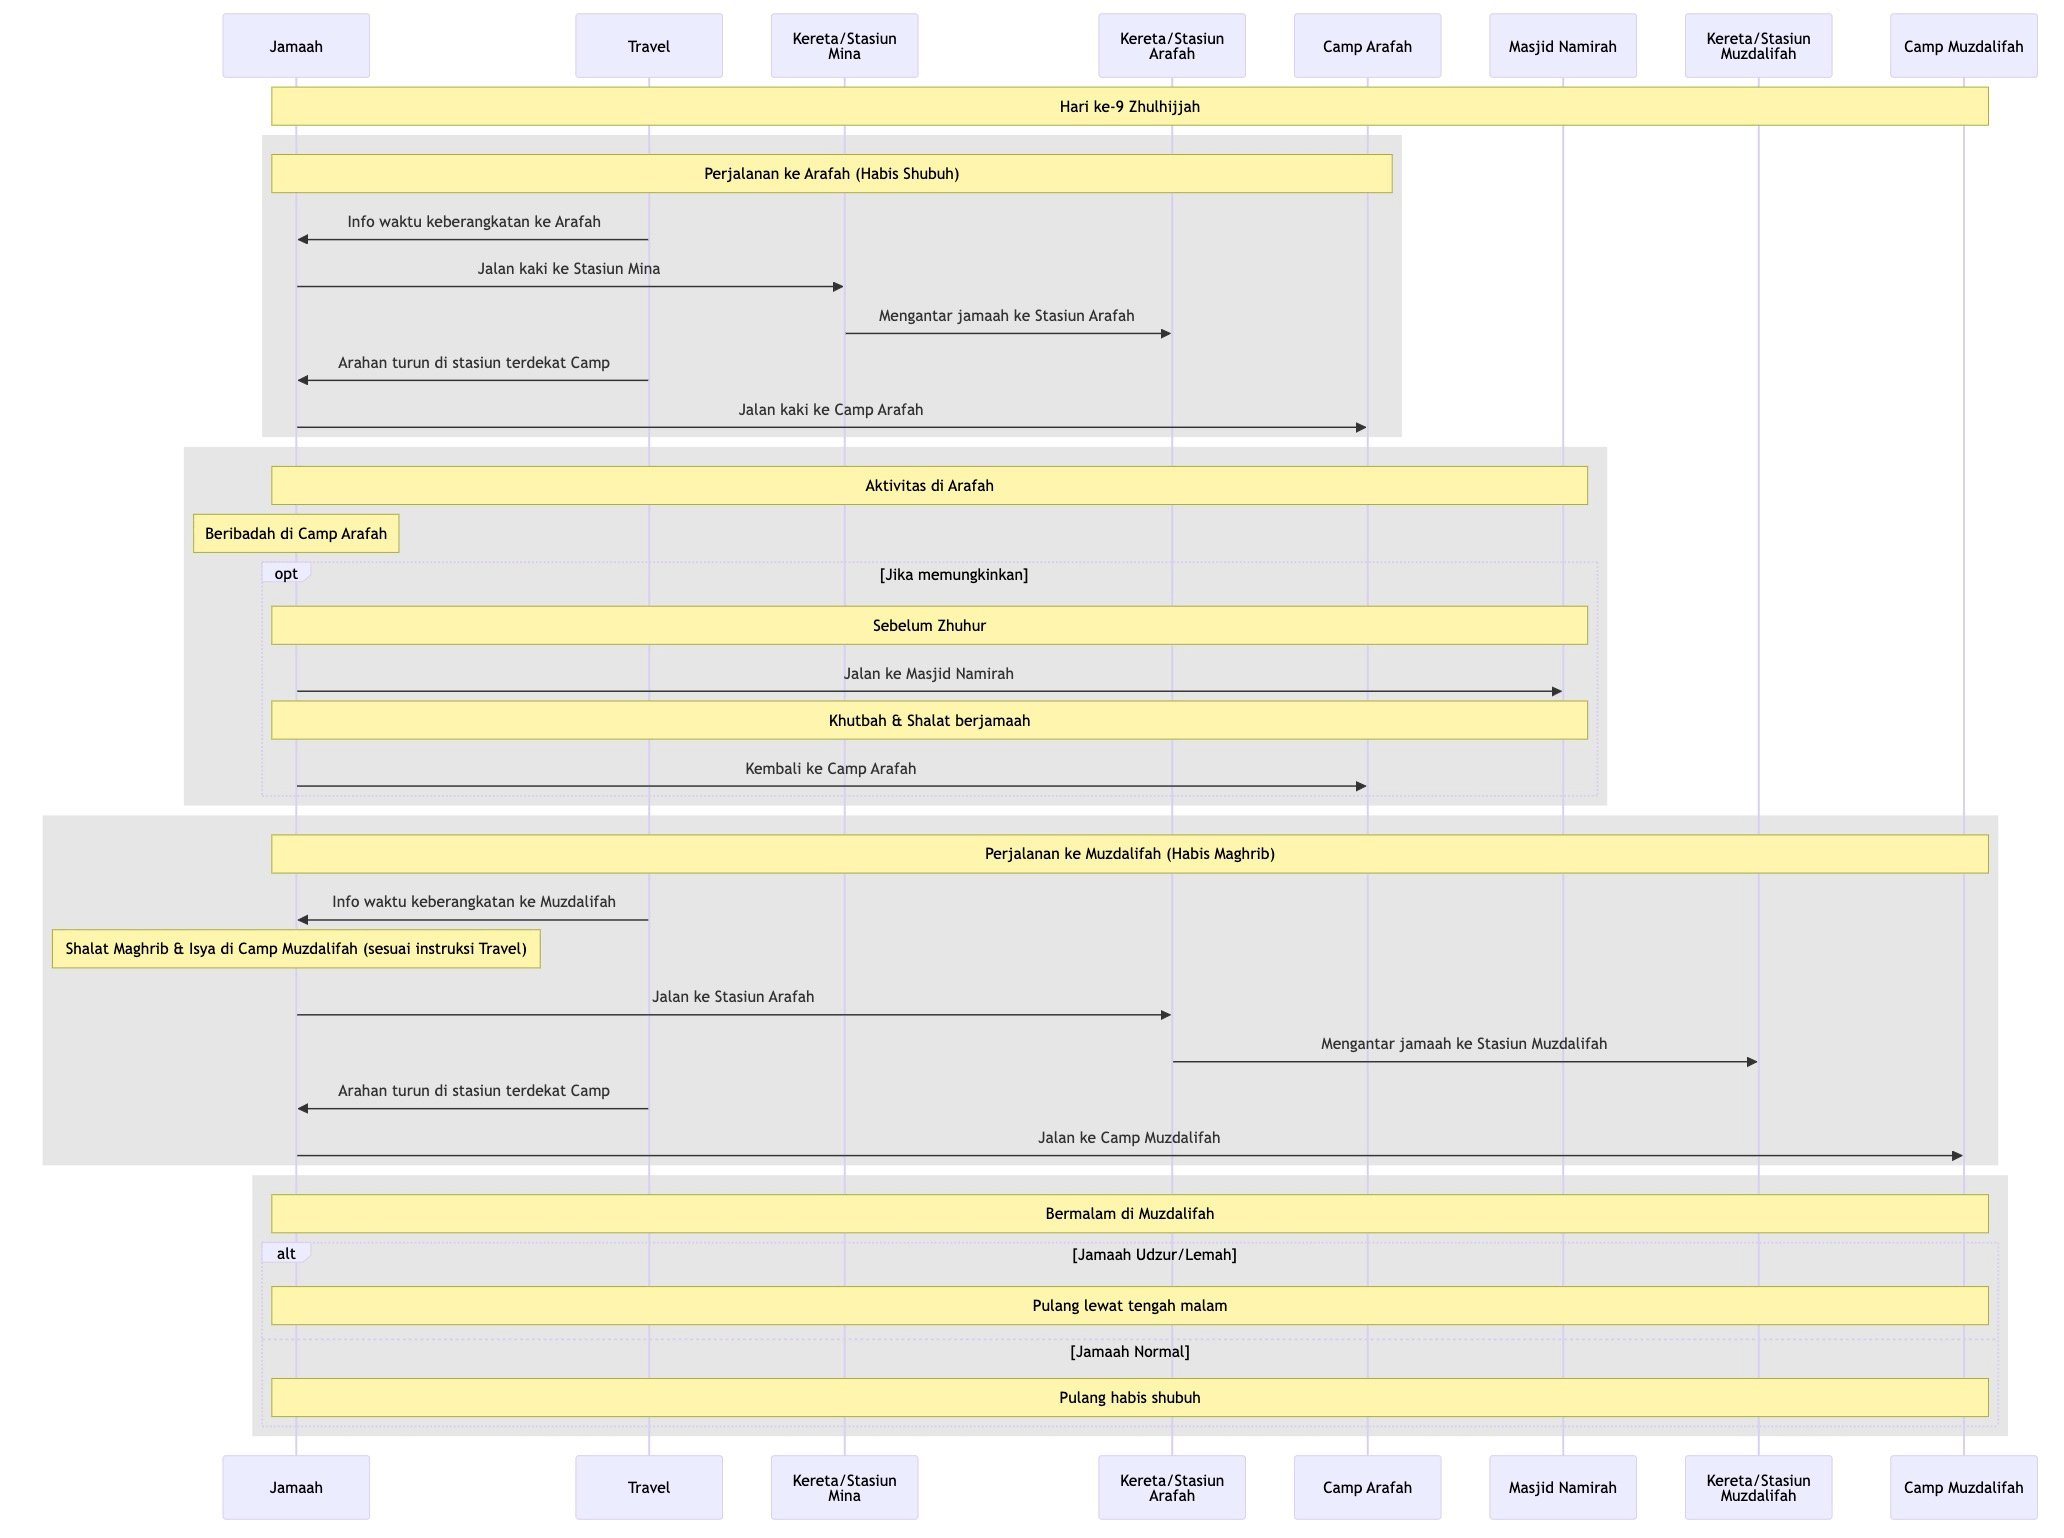 Jamaah
Travel
Kereta/Stasiun
Mina
Kereta/Stasiun
Arafah
Camp Arafah
Masjid Namirah
Kereta/Stasiun
Muzdalifah
Camp Muzdalifah
Hari ke-9 Zhulhijjah
Perjalanan ke Arafah (Habis Shubuh)
Info waktu keberangkatan ke Arafah
Jalan kaki ke Stasiun Mina
Mengantar jamaah ke Stasiun Arafah
Arahan turun di stasiun terdekat Camp
Jalan kaki ke Camp Arafah
Aktivitas di Arafah
Beribadah di Camp Arafah
opt
[Jika memungkinkan]
Sebelum Zhuhur
Jalan ke Masjid Namirah
Khutbah & Shalat berjamaah
Kembali ke Camp Arafah
Perjalanan ke Muzdalifah (Habis Maghrib)
Info waktu keberangkatan ke Muzdalifah
Shalat Maghrib & Isya di Camp Muzdalifah (sesuai instruksi Travel)
Jalan ke Stasiun Arafah
Mengantar jamaah ke Stasiun Muzdalifah
Arahan turun di stasiun terdekat Camp
Jalan ke Camp Muzdalifah
Bermalam di Muzdalifah
alt
[Jamaah Udzur/Lemah]
Pulang lewat tengah malam
[Jamaah Normal]
Pulang habis shubuh
Jamaah
Travel
Kereta/Stasiun
Mina
Kereta/Stasiun
Arafah
Camp Arafah
Masjid Namirah
Kereta/Stasiun
Muzdalifah
Camp Muzdalifah